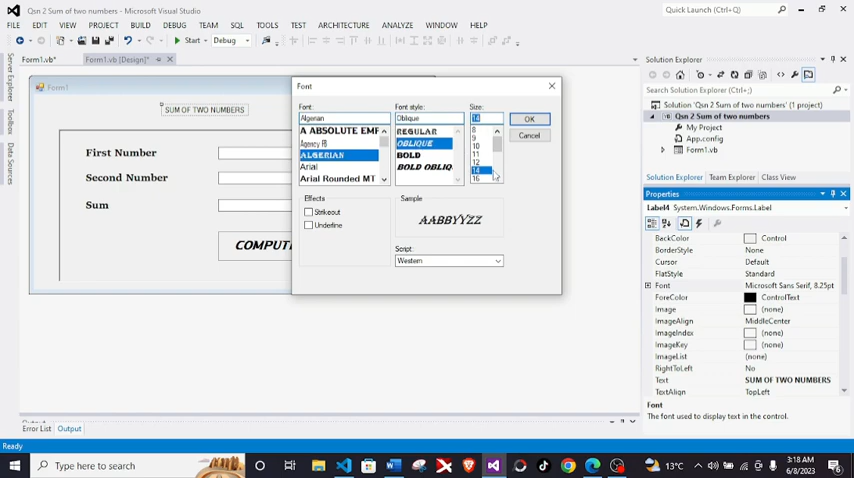 Qsn 2 Sum of two numbers - Microsoft Visual Studio
Quick Launch (Ctrl+Q)
FILE EDIT VIEW PROJECT BUILD DEBUG TEAM SQL TOOLS TEST ARCHITECTURE ANALYZE WINDOW HELP
Start Debug
Form1.vb* Form1.vb [Design]*
Server Explorer
Toolbox
Data Sources
Form1
SUM OF TWO NUMBERS
First Number
Second Number
Sum
COMPUT
Font
Font: Font style: Size:
Algerian Oblique 14
A ABSOLUTE EMP
Agency FB
ALGERIAN
Arial
Arial Rounded MT
REGULAR
OBLIQUE
BOLD
BOLD OBLIQ
8
9
10
11
12
14
16
OK
Cancel
Effects
Strikeout
Underline
Sample
AABBYYZZ
Script:
Western
Solution Explorer
Search Solution Explorer (Ctrl+;)
Solution 'Qsn 2 Sum of two numbers' (1 project)
Qsn 2 Sum of two numbers
My Project
App.config
Form1.vb
Solution Explorer Team Explorer Class View
Properties
Label4 System.Windows.Forms.Label
BackColor Control
BorderStyle None
Cursor Default
FlatStyle Standard
Font Microsoft Sans Serif, 8.25pt
ForeColor ControlText
Image (none)
ImageAlign MiddleCenter
ImageIndex (none)
ImageKey (none)
ImageList (none)
RightToLeft No
Text SUM OF TWO NUMBERS
TextAlign TopLeft
Font
The font used to display text in the control.
Error List Output
Ready
Type here to search
13°C
3:18 AM
6/8/2023
6